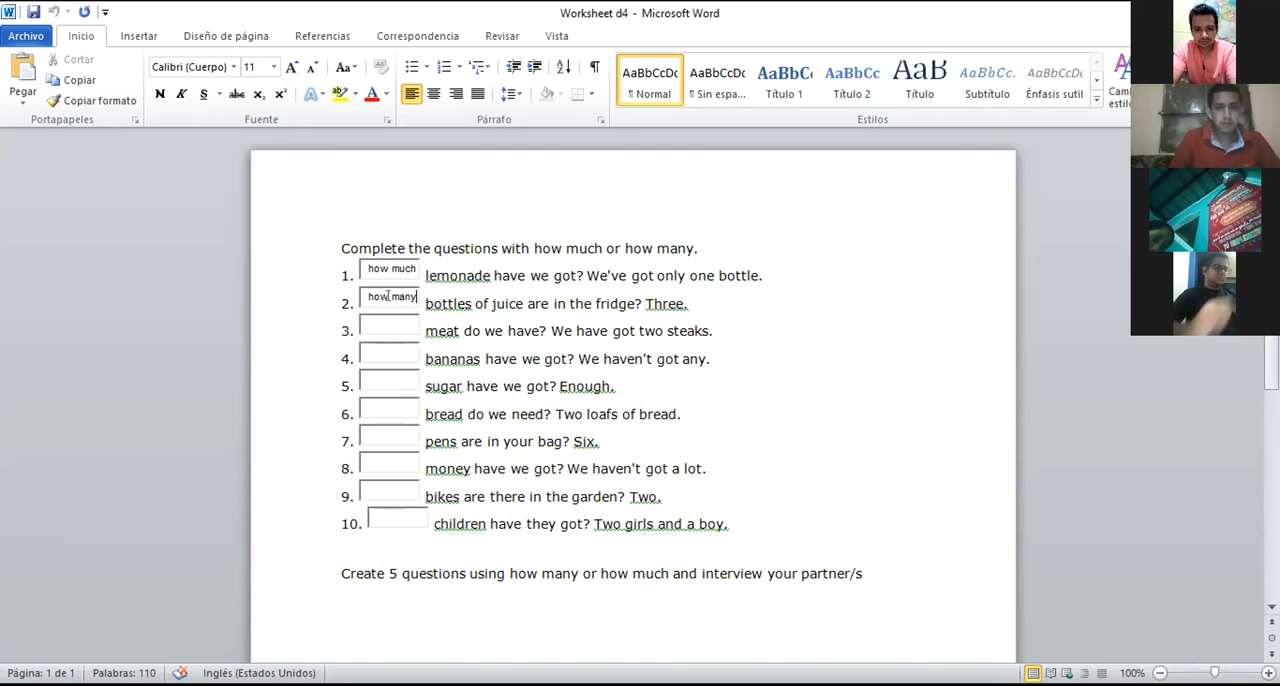 Worksheet d4 - Microsoft Word
Archivo Inicio Insertar Diseño de página Referencias Correspondencia Revisar Vista
Pegar
Cortar
Copiar
Copiar formato
Portapapeles
Calibri (Cuerpo) 11
Fuente
Párrafo
AaBbCcDc AaBbCcDc AaBbC AaBbCc AaB AaBbCc. AaBbCcDc
¶ Normal ¶ Sin espa... Título 1 Título 2 Título Subtítulo Énfasis sutil
Estilos
Complete the questions with how much or how many.
1. how much lemonade have we got? We've got only one bottle.
2. how many bottles of juice are in the fridge? Three.
3. meat do we have? We have got two steaks.
4. bananas have we got? We haven't got any.
5. sugar have we got? Enough.
6. bread do we need? Two loafs of bread.
7. pens are in your bag? Six.
8. money have we got? We haven't got a lot.
9. bikes are there in the garden? Two.
10. children have they got? Two girls and a boy.
Create 5 questions using how many or how much and interview your partner/s
Página: 1 de 1 Palabras: 110 Inglés (Estados Unidos) 100%